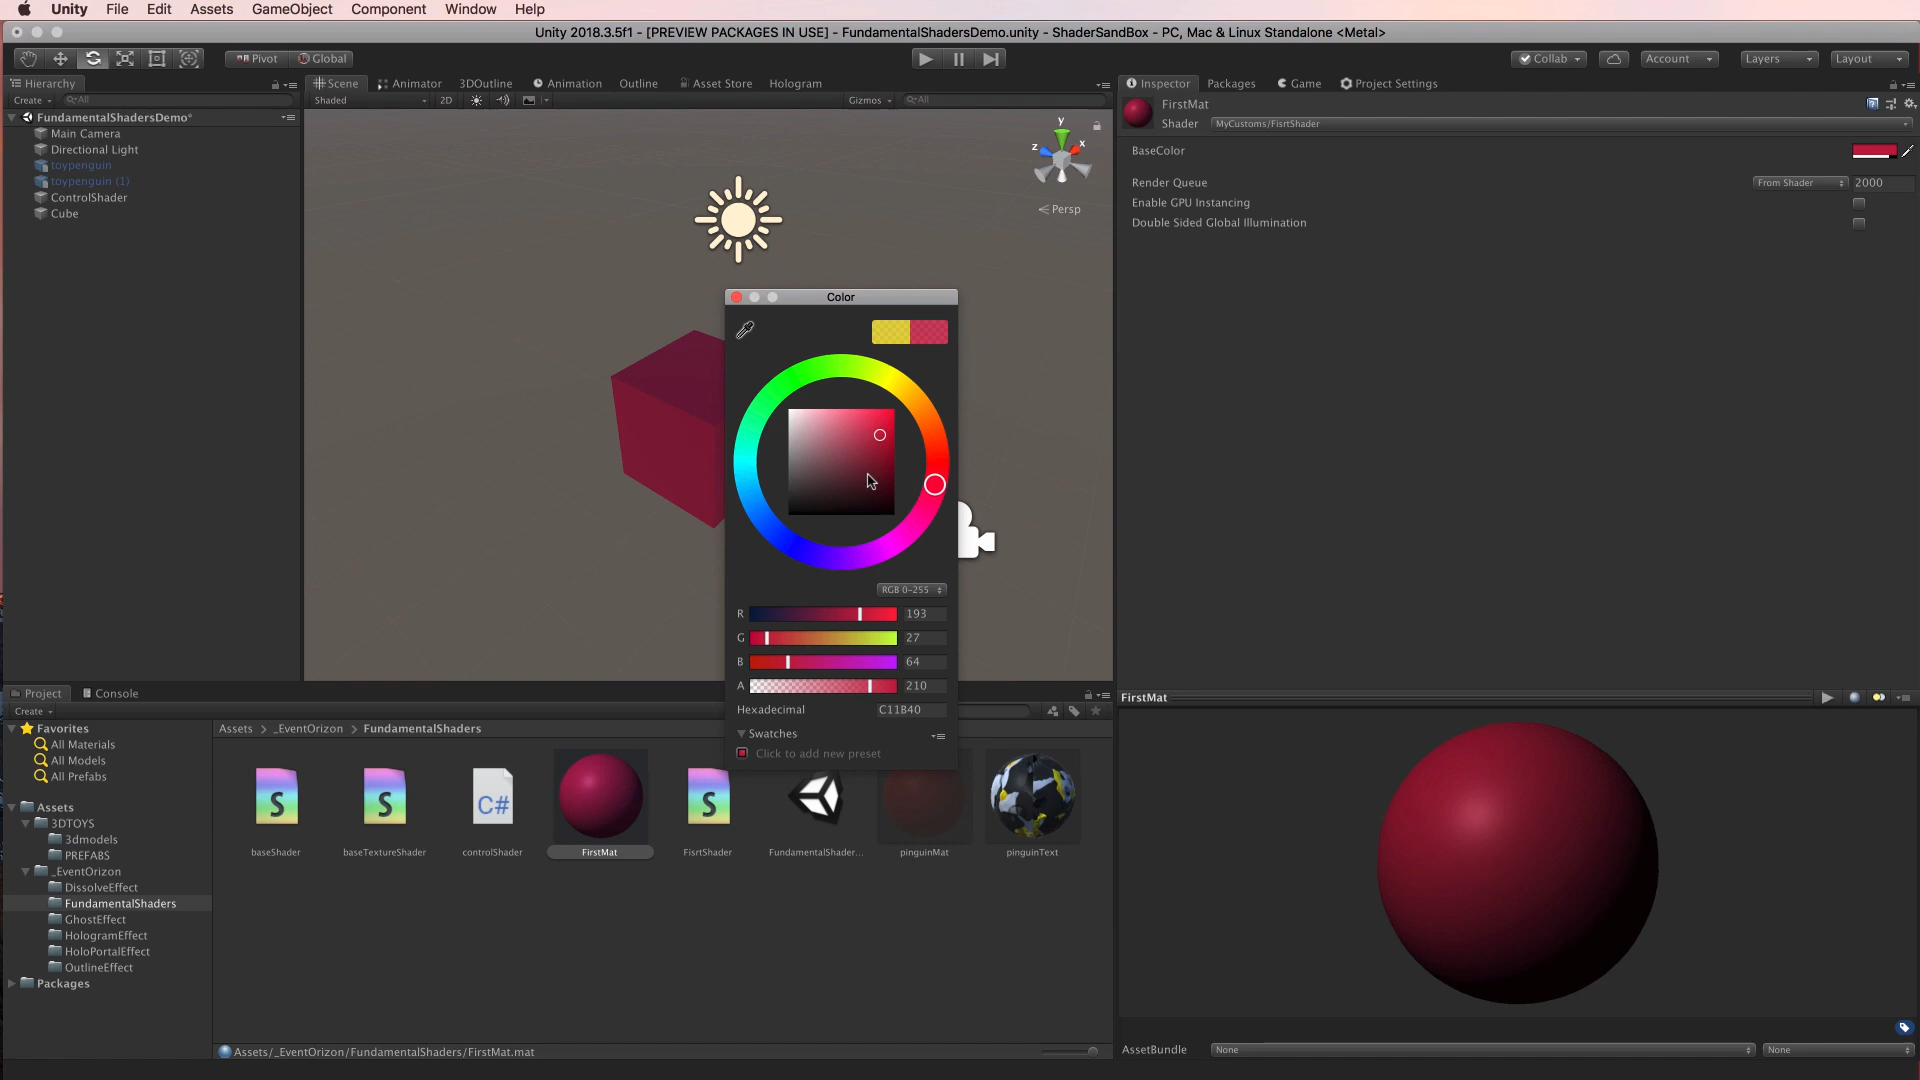 Unity File Edit Assets GameObject Component Window Help
Unity 2018.3.5f1 - [PREVIEW PACKAGES IN USE] - FundamentalShadersDemo.unity - ShaderSandBox - PC, Mac & Linux Standalone <Metal>
Pivot Global Collab Account Layers Layout
Hierarchy Scene Animator 3DOutline Animation Outline Asset Store Hologram Inspector Packages Game Project Settings
Create All Shaded 2D Gizmos All
FirstMat
Shader MyCustoms/FisrtShader
FundamentalShadersDemo*
Main Camera
Directional Light
toypenguin
toypenguin (1)
ControlShader
Cube
y
z x
Persp
BaseColor
Render Queue From Shader 2000
Enable GPU Instancing
Double Sided Global Illumination
Color
RGB 0-255
R 193
G 27
B 64
A 210
Hexadecimal C11B40
Swatches
Click to add new preset
Project Console
Create
Favorites
All Materials
All Models
All Prefabs
Assets
3DTOYS
3dmodels
PREFABS
_EventOrizon
DissolveEffect
FundamentalShaders
GhostEffect
HologramEffect
HoloPortalEffect
OutlineEffect
Packages
Assets > _EventOrizon > FundamentalShaders
S S C# S
baseShader baseTextureShader controlShader FirstMat FisrtShader FundamentalShader... pinguinMat pinguinText
Assets/_EventOrizon/FundamentalShaders/FirstMat.mat
FirstMat
AssetBundle None None